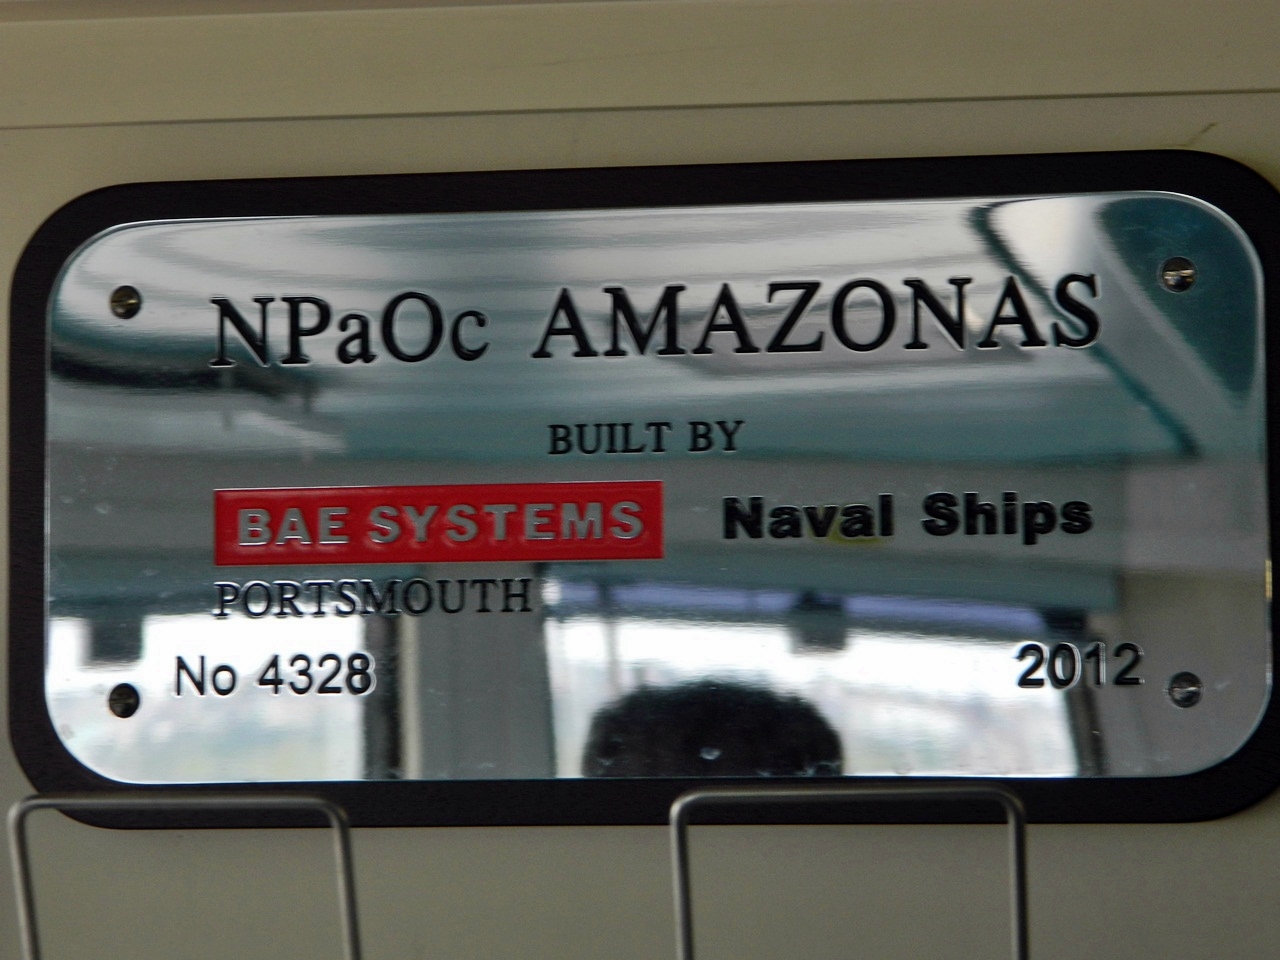 NPaOc AMAZONAS
BUILT BY
BAE SYSTEMS Naval Ships
PORTSMOUTH
No 4328 2012